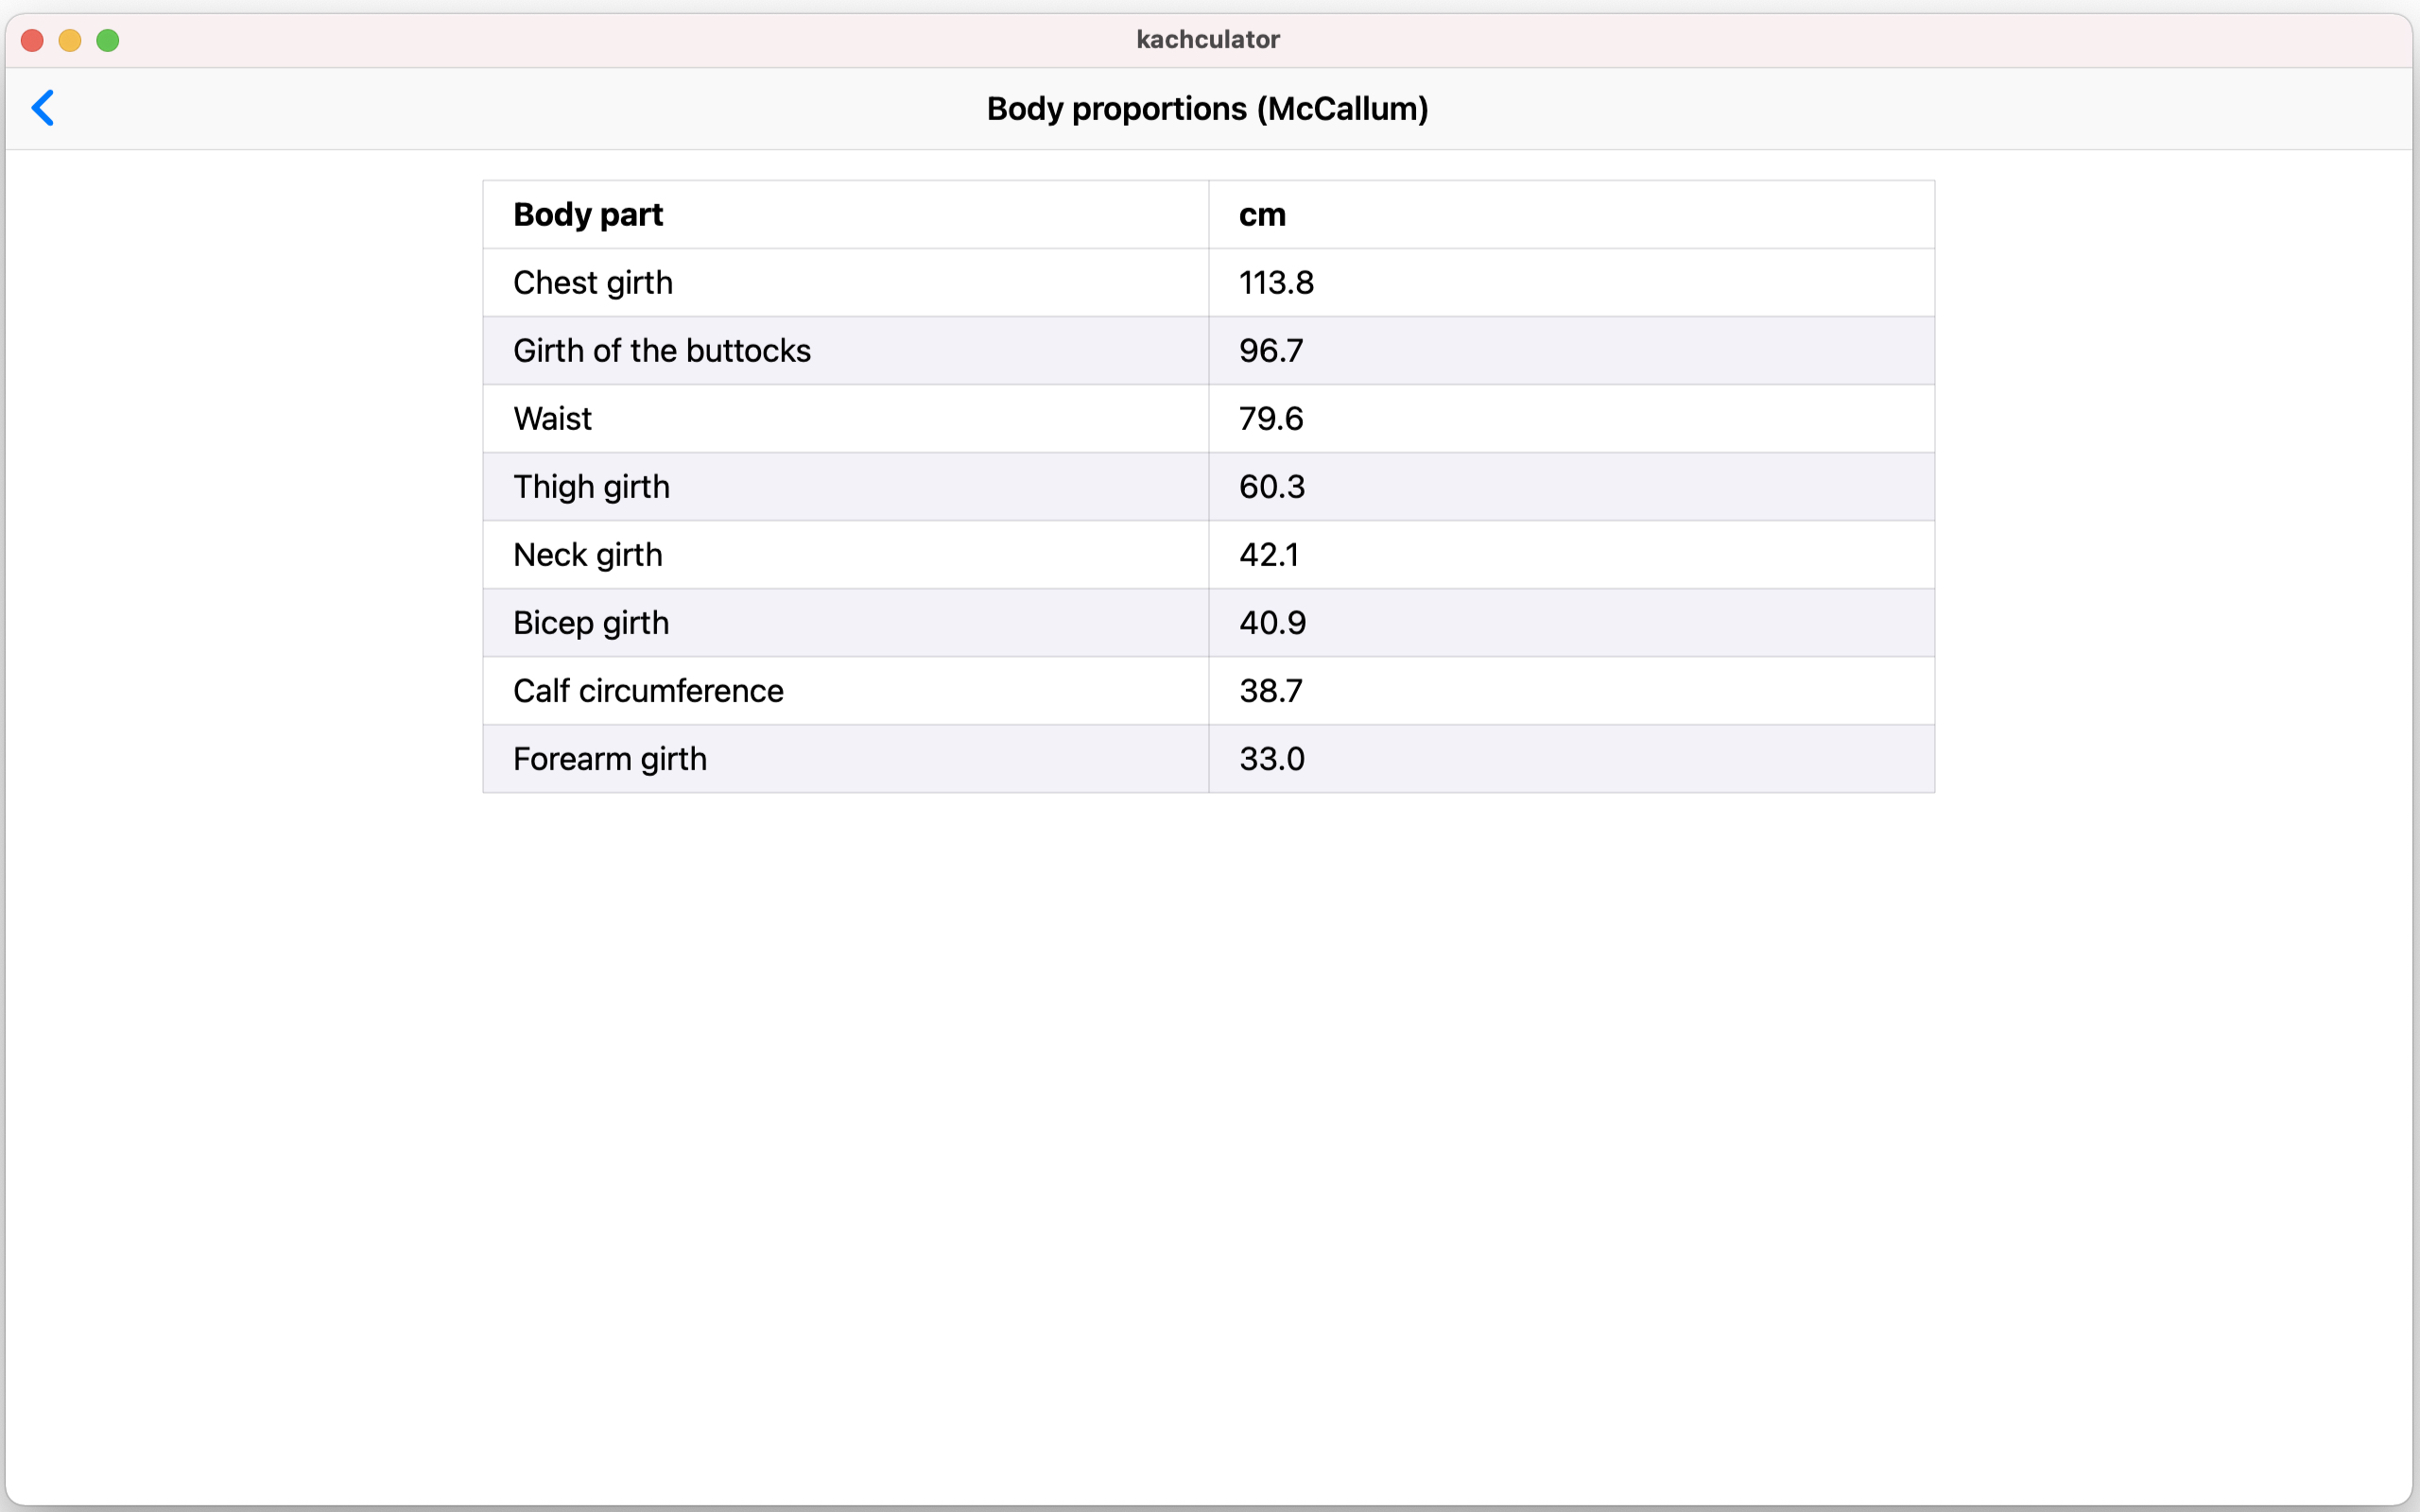 kachculator
Body proportions (McCallum)
Body part cm
Chest girth 113.8
Girth of the buttocks 96.7
Waist 79.6
Thigh girth 60.3
Neck girth 42.1
Bicep girth 40.9
Calf circumference 38.7
Forearm girth 33.0